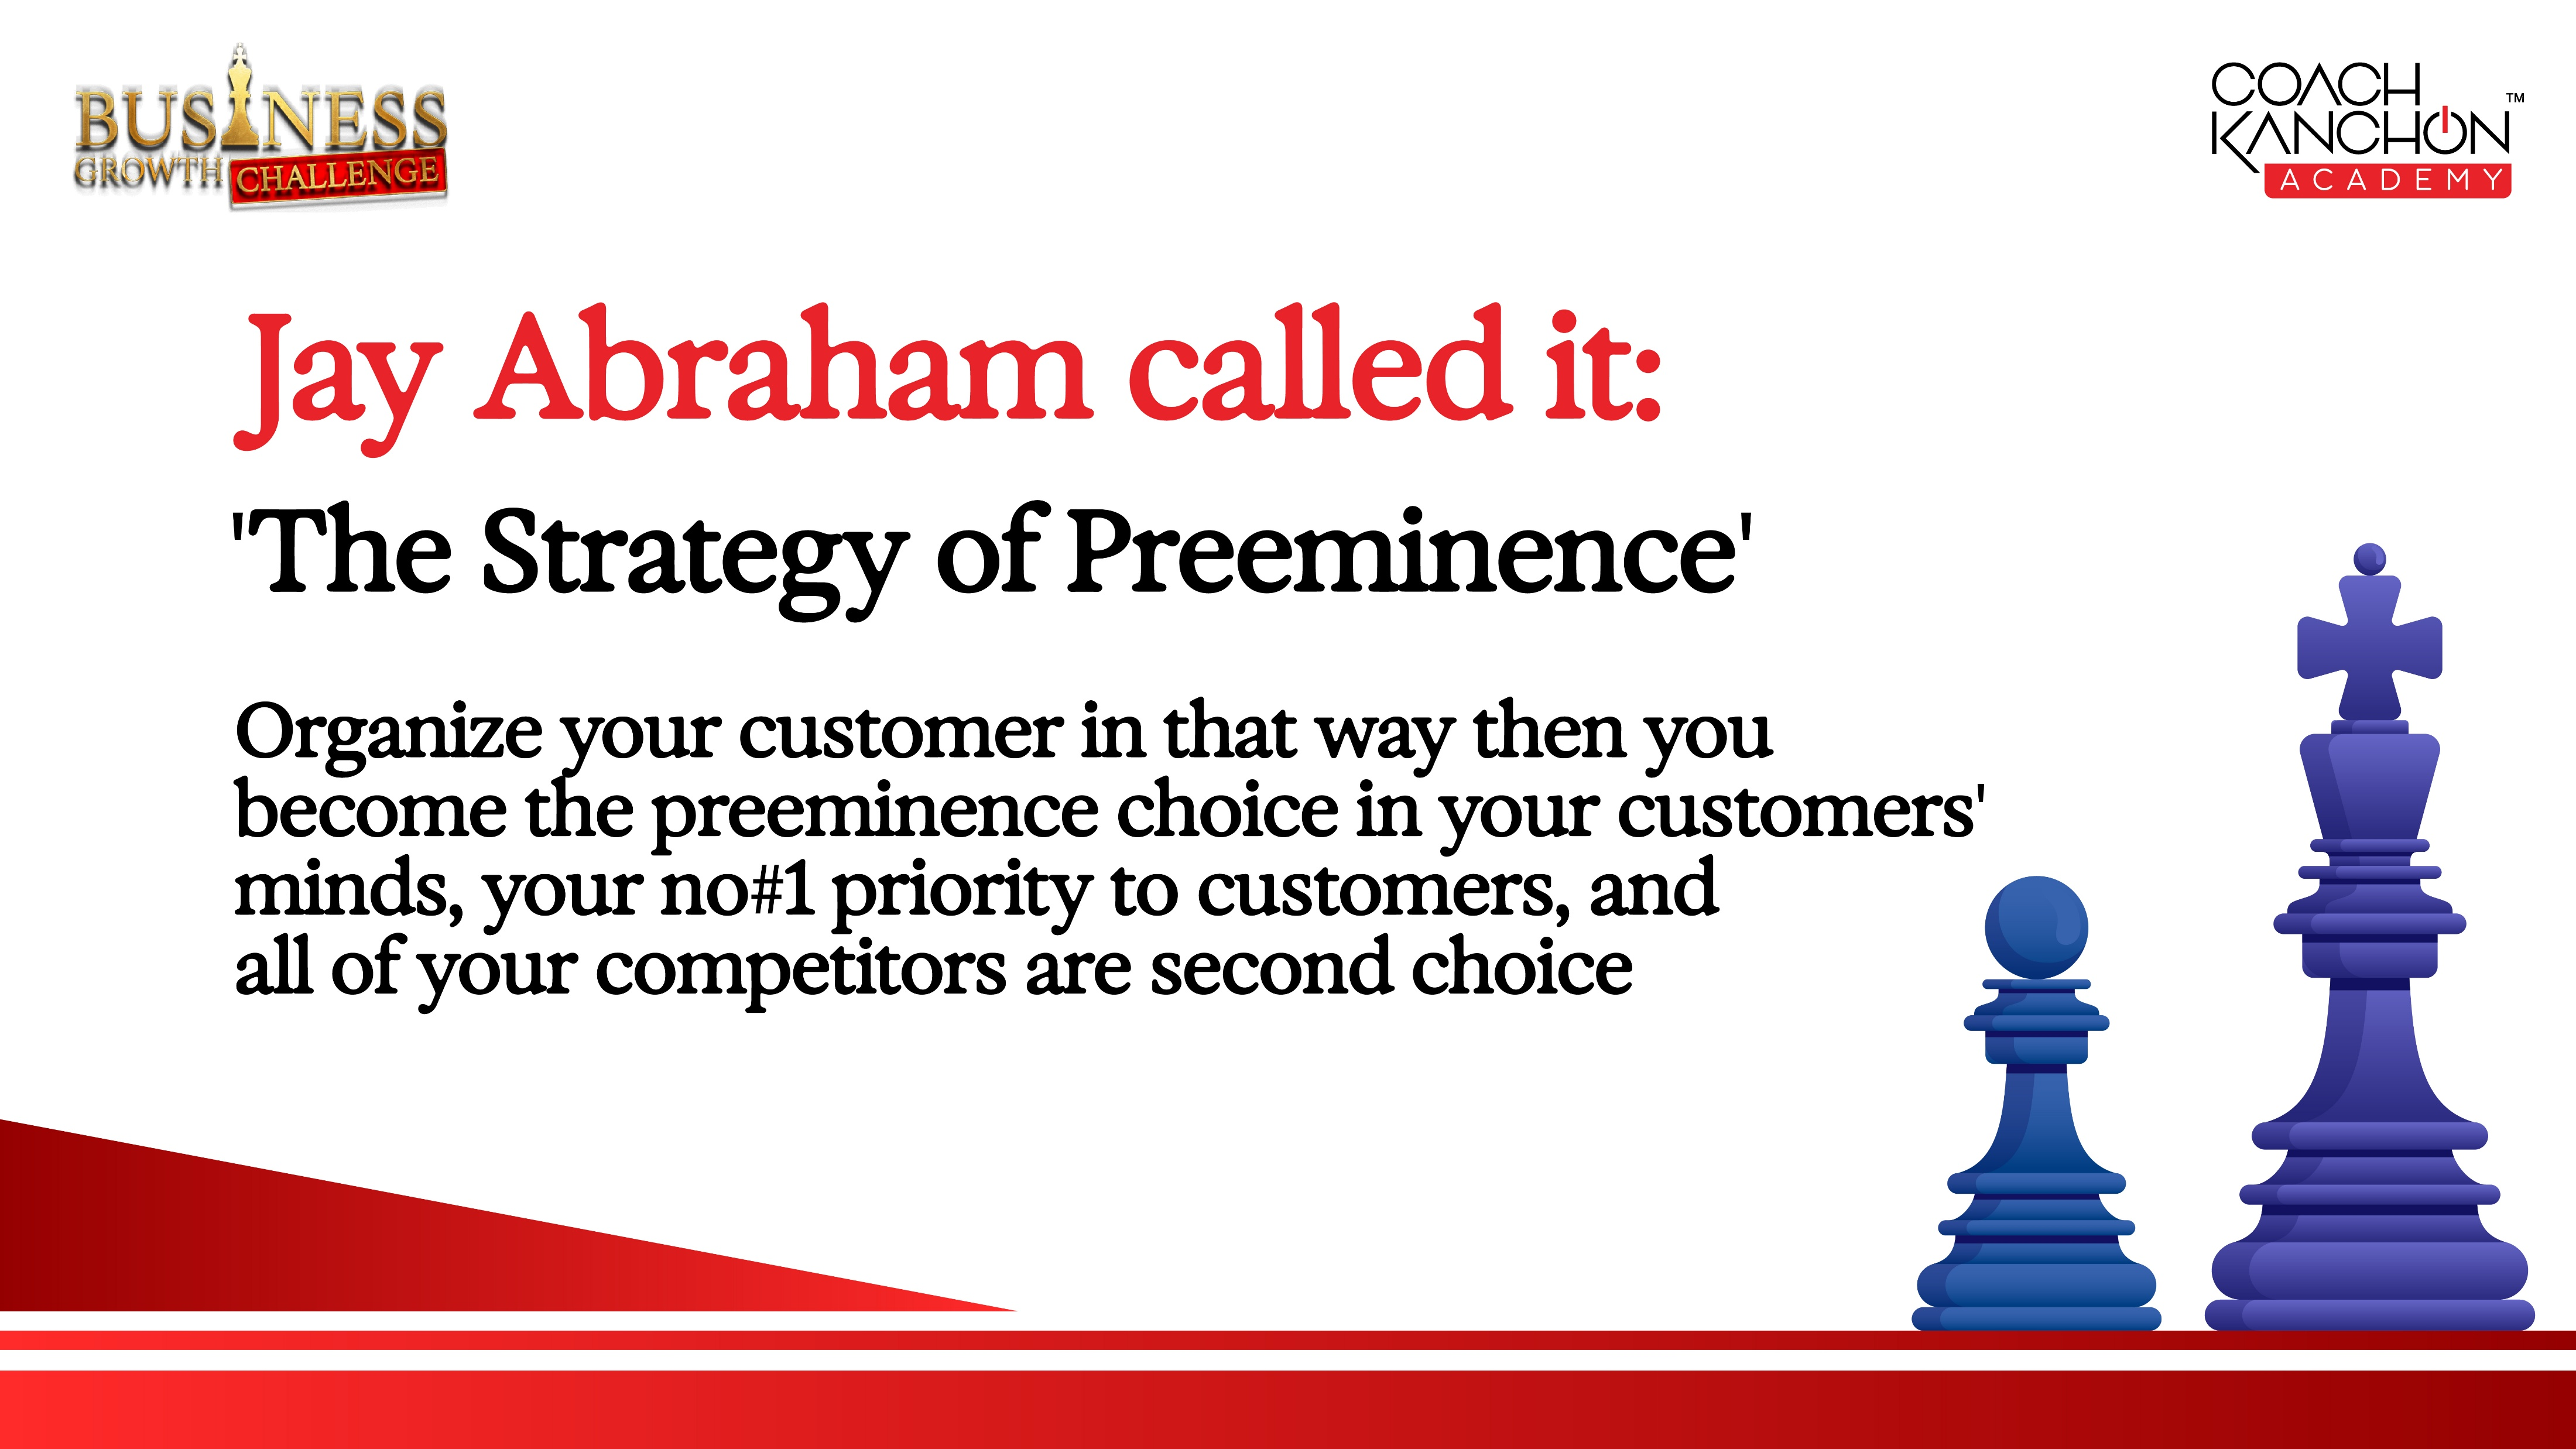 BUSINESS
GROWTH CHALLENGE
COACH
KANCHON
™
ACADEMY
Jay Abraham called it:
'The Strategy of Preeminence'
Organize your customer in that way then you
become the preeminence choice in your customers'
minds, your no#1 priority to customers, and
all of your competitors are second choice